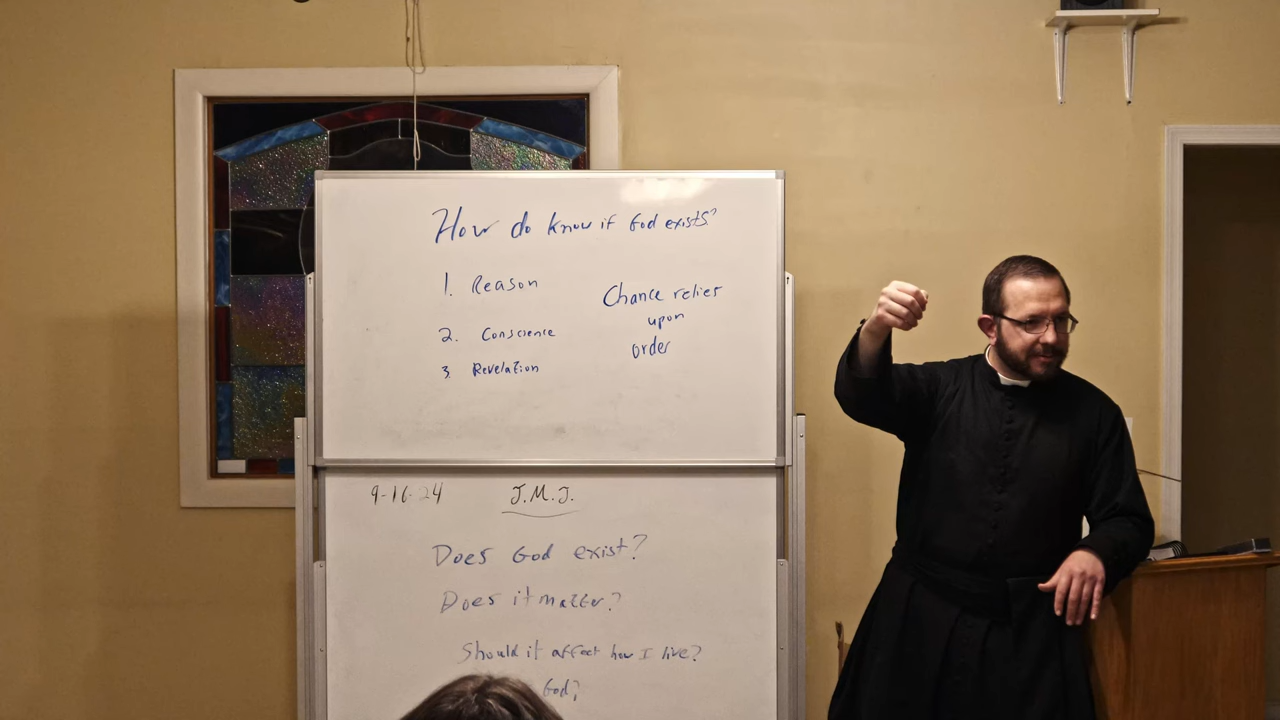 How do know if God exists?
1. Reason
2. Conscience
3. Revelation
Chance relies
upon
order
9-16-24
J.M.J.
Does God exist?
Does it matter?
Should it affect how I live?
God?